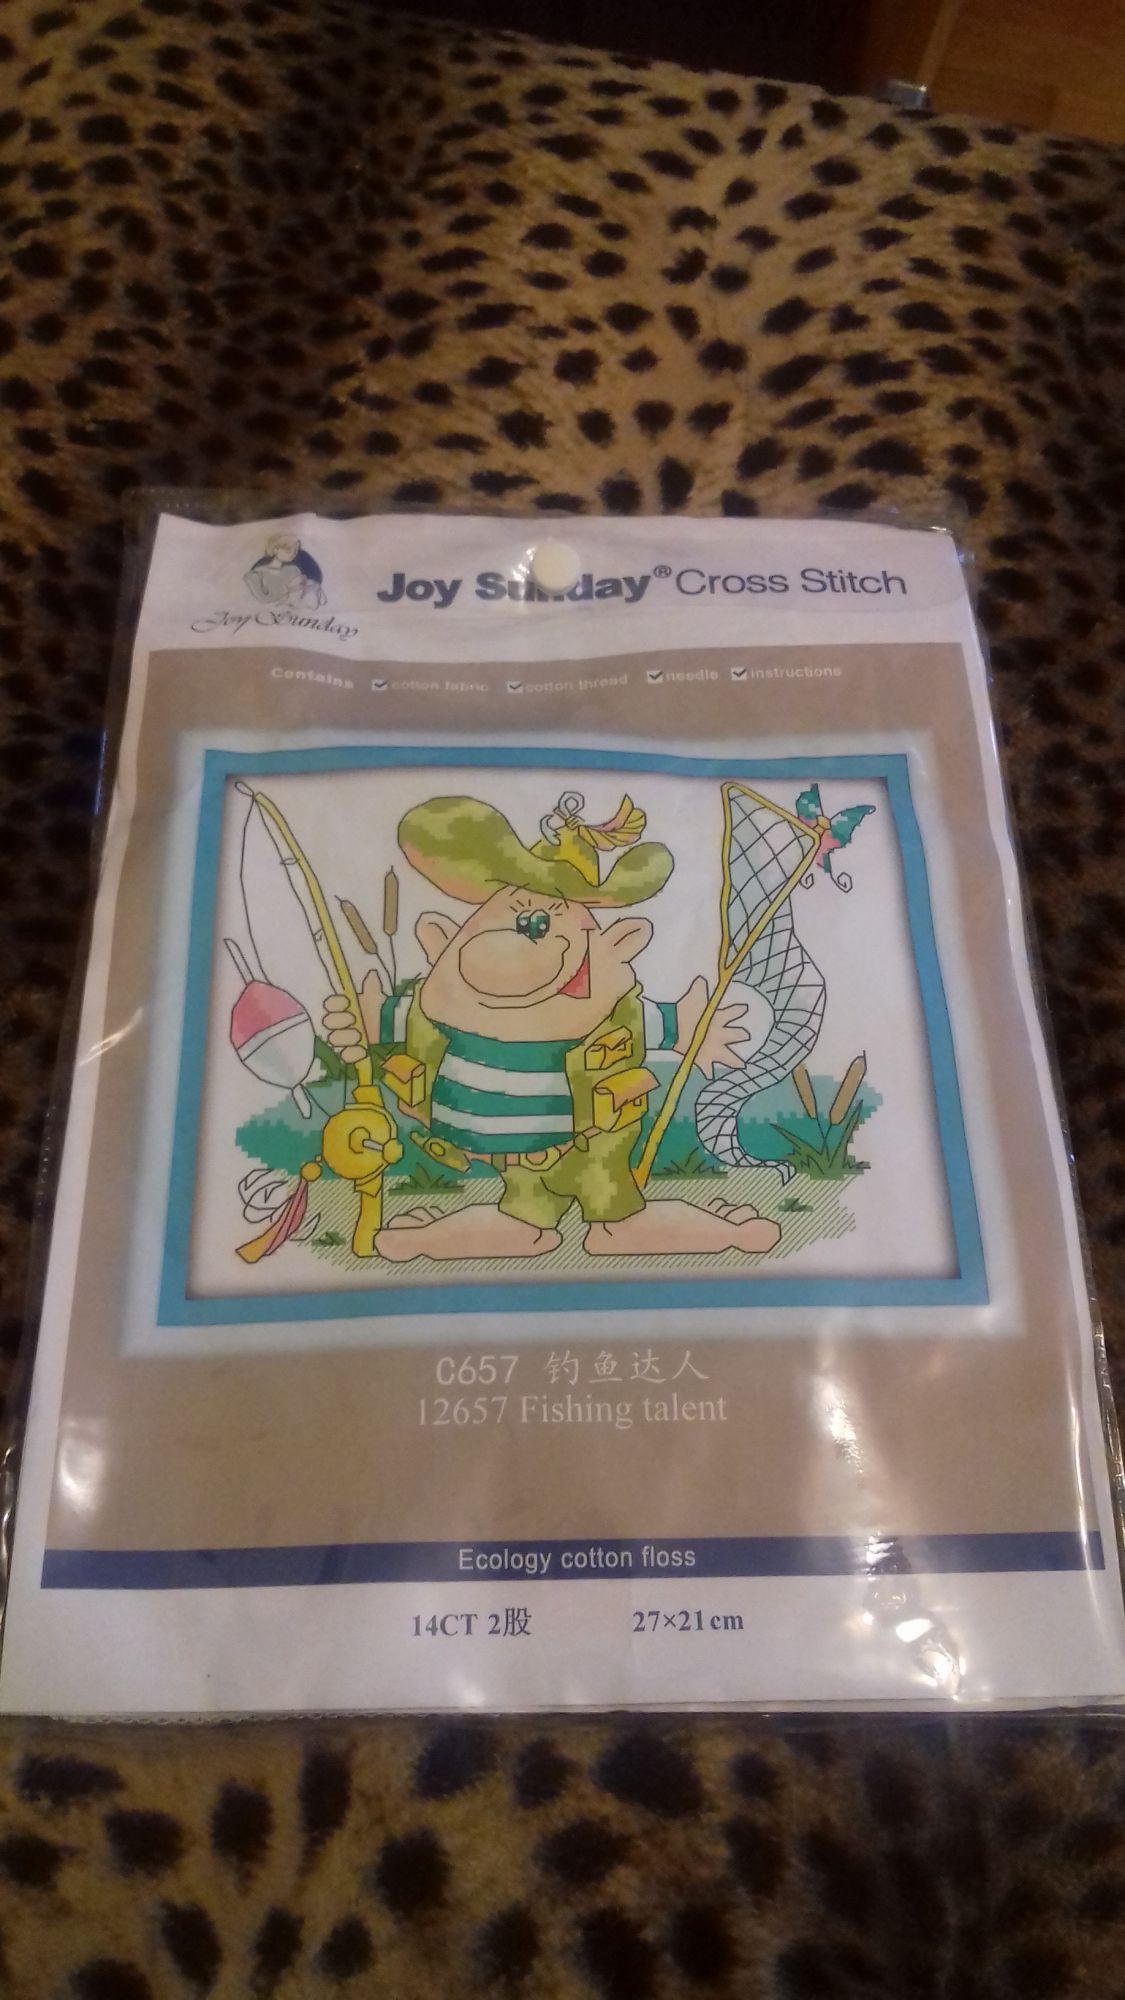 Joy Sunday® Cross Stitch
Joy Sunday
Contains ☑ cotton fabric ☑ cotton thread ☑ needle ☑ instructions
C657 钓鱼达人
12657 Fishing talent
Ecology cotton floss
14CT 2股 27×21cm